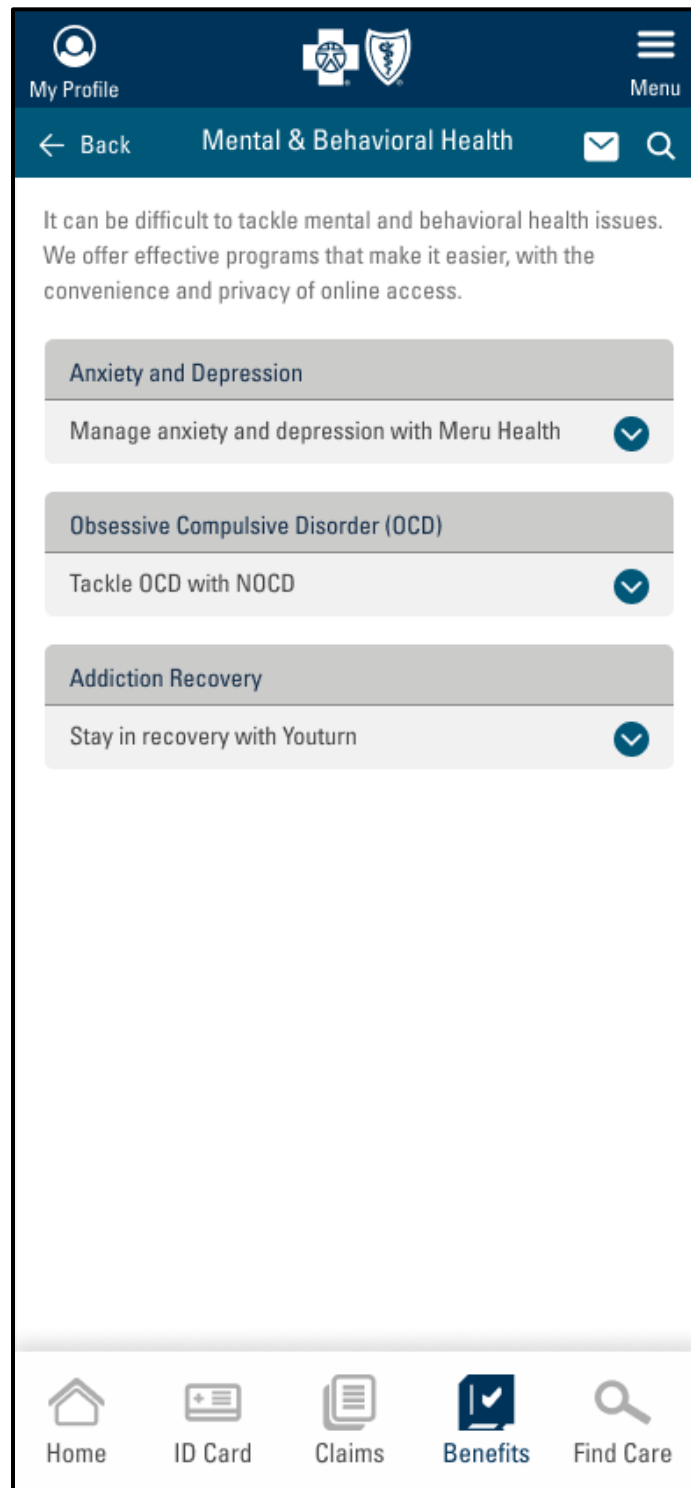 My Profile
Menu
Back
Mental & Behavioral Health
It can be difficult to tackle mental and behavioral health issues.
We offer effective programs that make it easier, with the
convenience and privacy of online access.
Anxiety and Depression
Manage anxiety and depression with Meru Health
Obsessive Compulsive Disorder (OCD)
Tackle OCD with NOCD
Addiction Recovery
Stay in recovery with Youturn
Home
ID Card
Claims
Benefits
Find Care